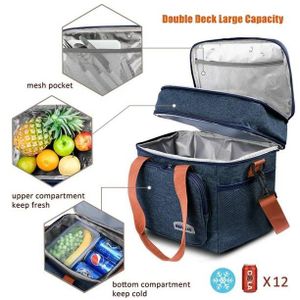 Double Deck Large Capacity
mesh pocket
upper compartment
keep fresh
bottom compartment
keep cold
X12